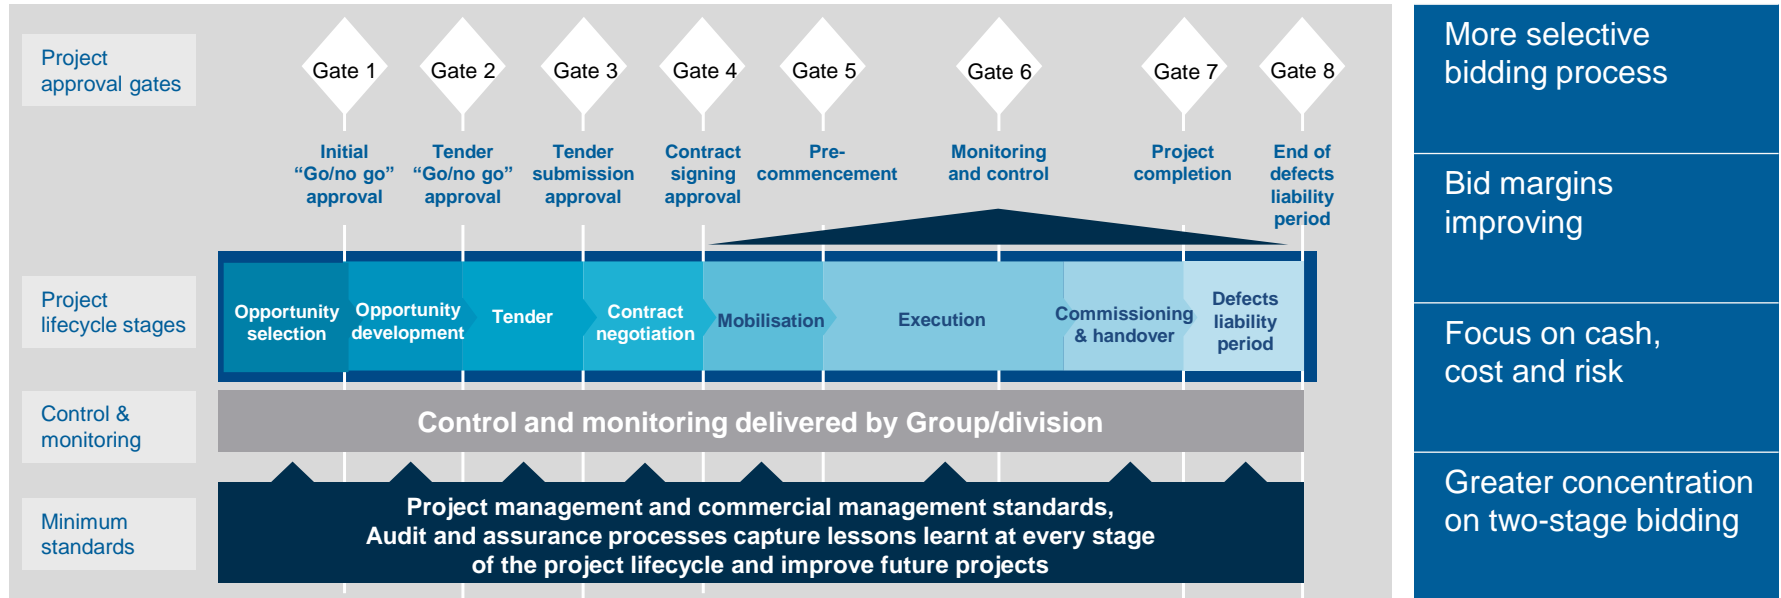 Project
approval gates
Gate 1
Gate 2
Gate 3
Gate 4
Gate 5
Gate 6
Gate 7
Gate 8
Initial
“Go/no go”
approval
Tender
“Go/no go”
approval
Tender
submission
approval
Contract
signing
approval
Pre-
commencement
Monitoring
and control
Project
completion
End of
defects
liability
period
Project
lifecycle stages
Opportunity
selection
Opportunity
development
Tender
Contract
negotiation
Mobilisation
Execution
Commissioning
& handover
Defects
liability
period
Control &
monitoring
Control and monitoring delivered by Group/division
Minimum
standards
Project management and commercial management standards,
Audit and assurance processes capture lessons learnt at every stage
of the project lifecycle and improve future projects
More selective
bidding process
Bid margins
improving
Focus on cash,
cost and risk
Greater concentration
on two-stage bidding